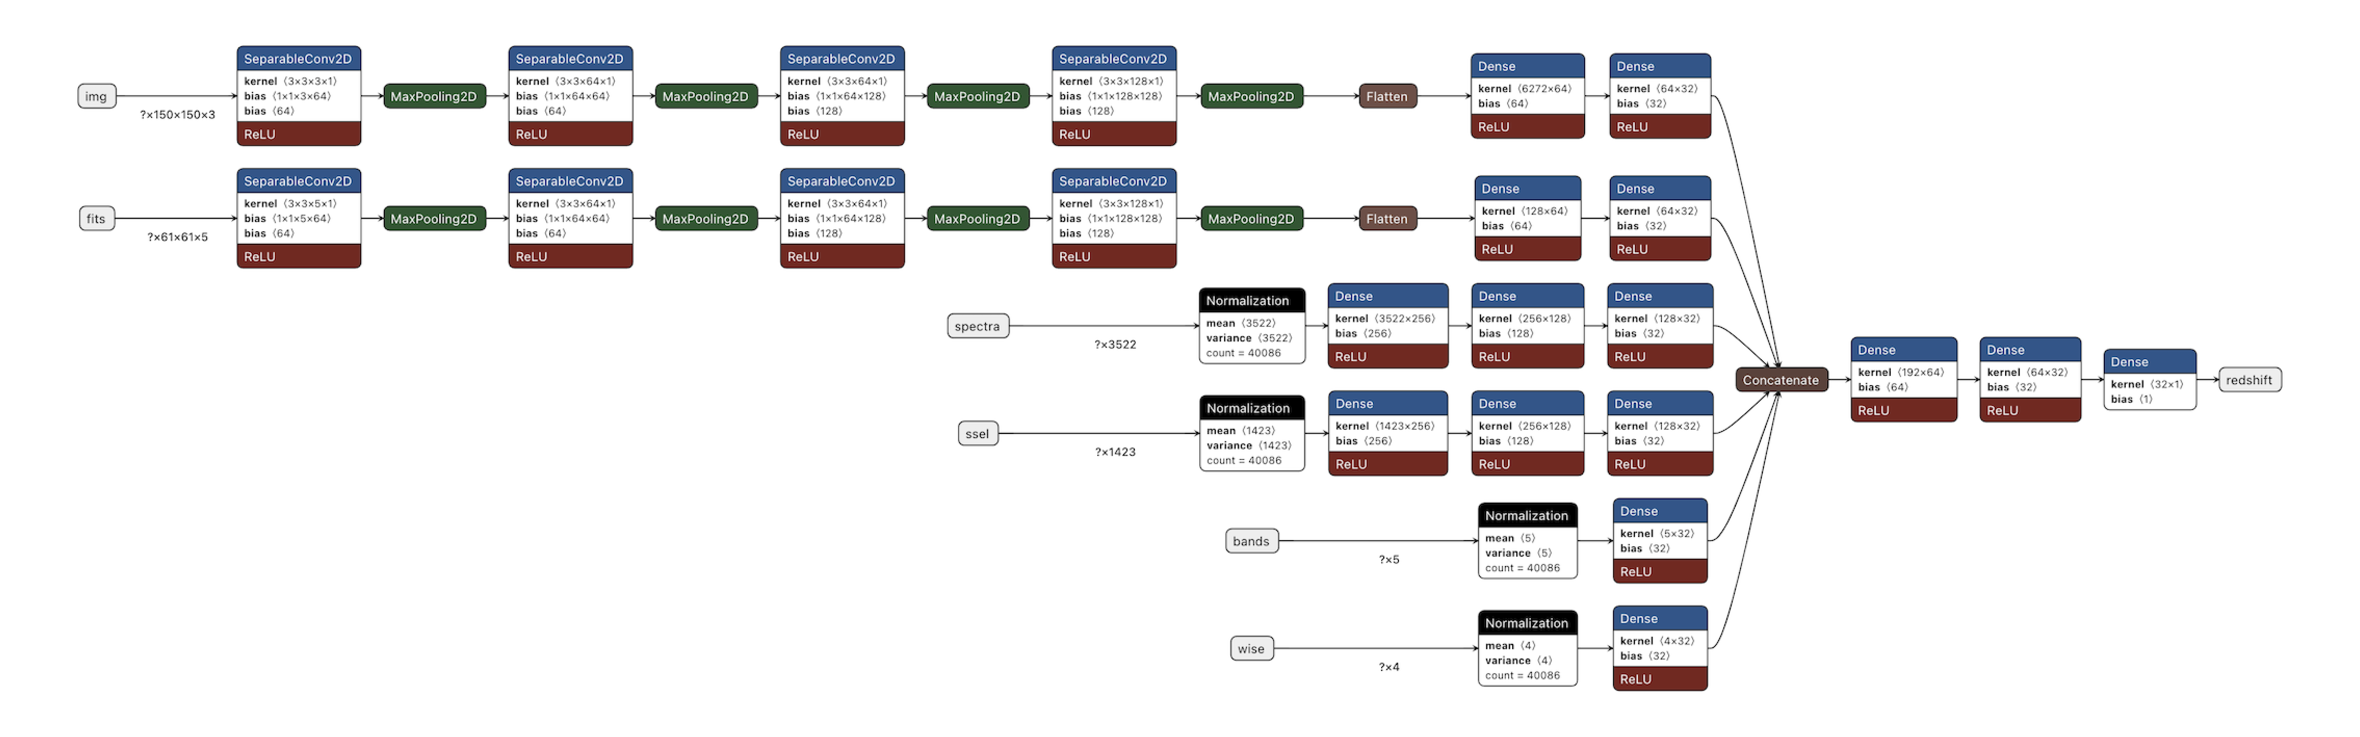 img
?×150×150×3
SeparableConv2D
kernel ⟨3×3×3×1⟩
bias ⟨1×1×3×64⟩
bias ⟨64⟩
ReLU
MaxPooling2D
SeparableConv2D
kernel ⟨3×3×64×1⟩
bias ⟨1×1×64×64⟩
bias ⟨64⟩
ReLU
MaxPooling2D
SeparableConv2D
kernel ⟨3×3×64×1⟩
bias ⟨1×1×64×128⟩
bias ⟨128⟩
ReLU
MaxPooling2D
SeparableConv2D
kernel ⟨3×3×128×1⟩
bias ⟨1×1×128×128⟩
bias ⟨128⟩
ReLU
MaxPooling2D
Flatten
Dense
kernel ⟨6272×64⟩
bias ⟨64⟩
ReLU
Dense
kernel ⟨64×32⟩
bias ⟨32⟩
ReLU
fits
?×61×61×5
SeparableConv2D
kernel ⟨3×3×5×1⟩
bias ⟨1×1×5×64⟩
bias ⟨64⟩
ReLU
MaxPooling2D
SeparableConv2D
kernel ⟨3×3×64×1⟩
bias ⟨1×1×64×64⟩
bias ⟨64⟩
ReLU
MaxPooling2D
SeparableConv2D
kernel ⟨3×3×64×1⟩
bias ⟨1×1×64×128⟩
bias ⟨128⟩
ReLU
MaxPooling2D
SeparableConv2D
kernel ⟨3×3×128×1⟩
bias ⟨1×1×128×128⟩
bias ⟨128⟩
ReLU
MaxPooling2D
Flatten
Dense
kernel ⟨128×64⟩
bias ⟨64⟩
ReLU
Dense
kernel ⟨64×32⟩
bias ⟨32⟩
ReLU
spectra
?×3522
Normalization
mean ⟨3522⟩
variance ⟨3522⟩
count = 40086
Dense
kernel ⟨3522×256⟩
bias ⟨256⟩
ReLU
Dense
kernel ⟨256×128⟩
bias ⟨128⟩
ReLU
Dense
kernel ⟨128×32⟩
bias ⟨32⟩
ReLU
ssel
?×1423
Normalization
mean ⟨1423⟩
variance ⟨1423⟩
count = 40086
Dense
kernel ⟨1423×256⟩
bias ⟨256⟩
ReLU
Dense
kernel ⟨256×128⟩
bias ⟨128⟩
ReLU
Dense
kernel ⟨128×32⟩
bias ⟨32⟩
ReLU
bands
?×5
Normalization
mean ⟨5⟩
variance ⟨5⟩
count = 40086
Dense
kernel ⟨5×32⟩
bias ⟨32⟩
ReLU
wise
?×4
Normalization
mean ⟨4⟩
variance ⟨4⟩
count = 40086
Dense
kernel ⟨4×32⟩
bias ⟨32⟩
ReLU
Concatenate
Dense
kernel ⟨192×64⟩
bias ⟨64⟩
ReLU
Dense
kernel ⟨64×32⟩
bias ⟨32⟩
ReLU
Dense
kernel ⟨32×1⟩
bias ⟨1⟩
redshift